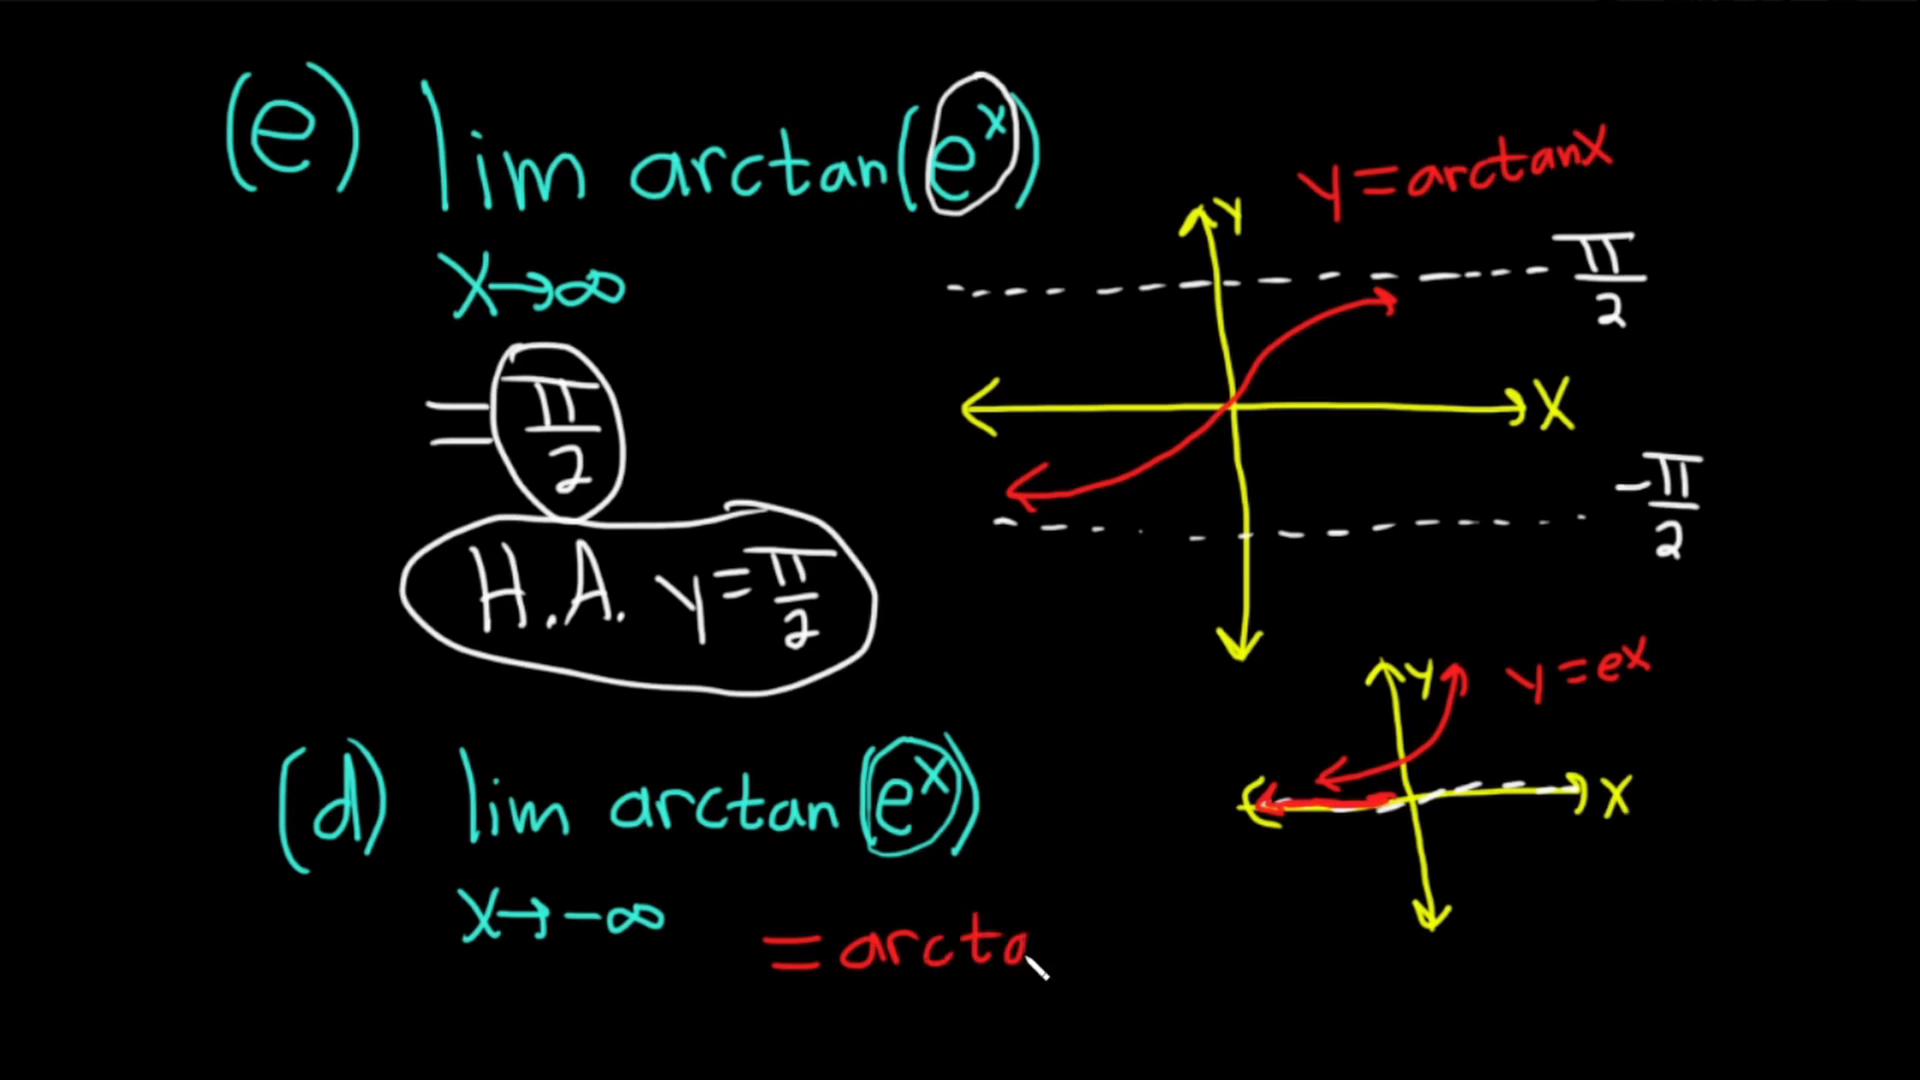 (e) lim arctan(e^x)
x→∞
= π/2
H.A. y = π/2
y = arctanx
y
π/2
x
-π/2
y = e^x
y
x
(d) lim arctan(e^x)
x→-∞
= arcta